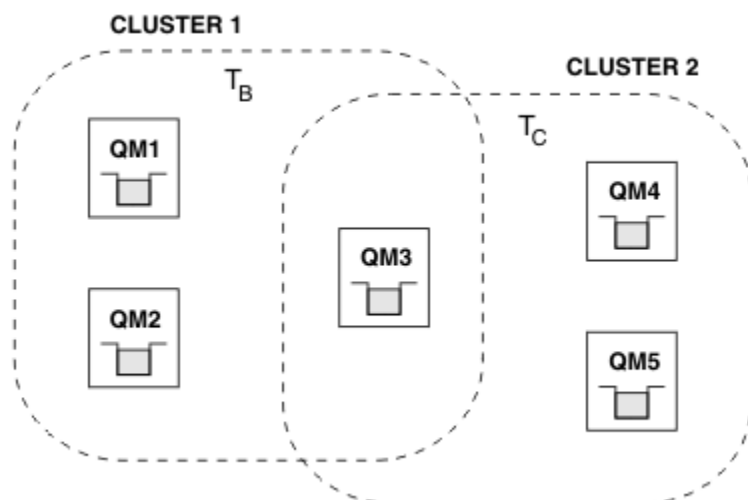 CLUSTER 1
CLUSTER 2
T_B
T_C
QM1
QM4
QM3
QM2
QM5